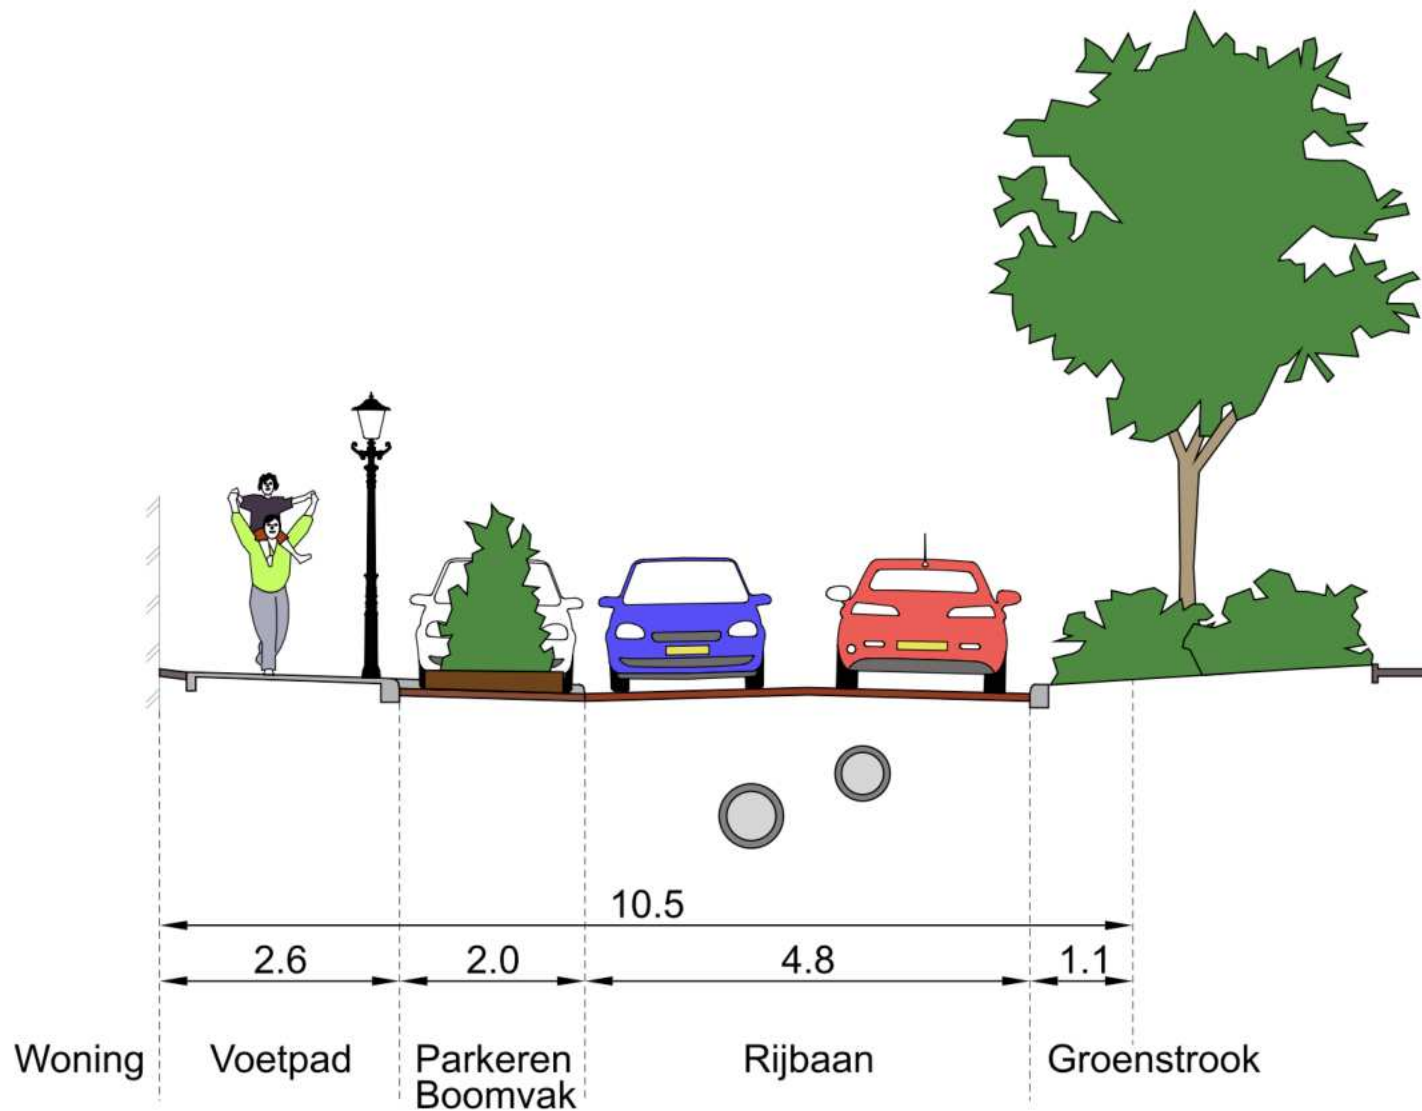 10.5
2.6
2.0
4.8
1.1
Woning
Voetpad
Parkeren
Boomvak
Rijbaan
Groenstrook